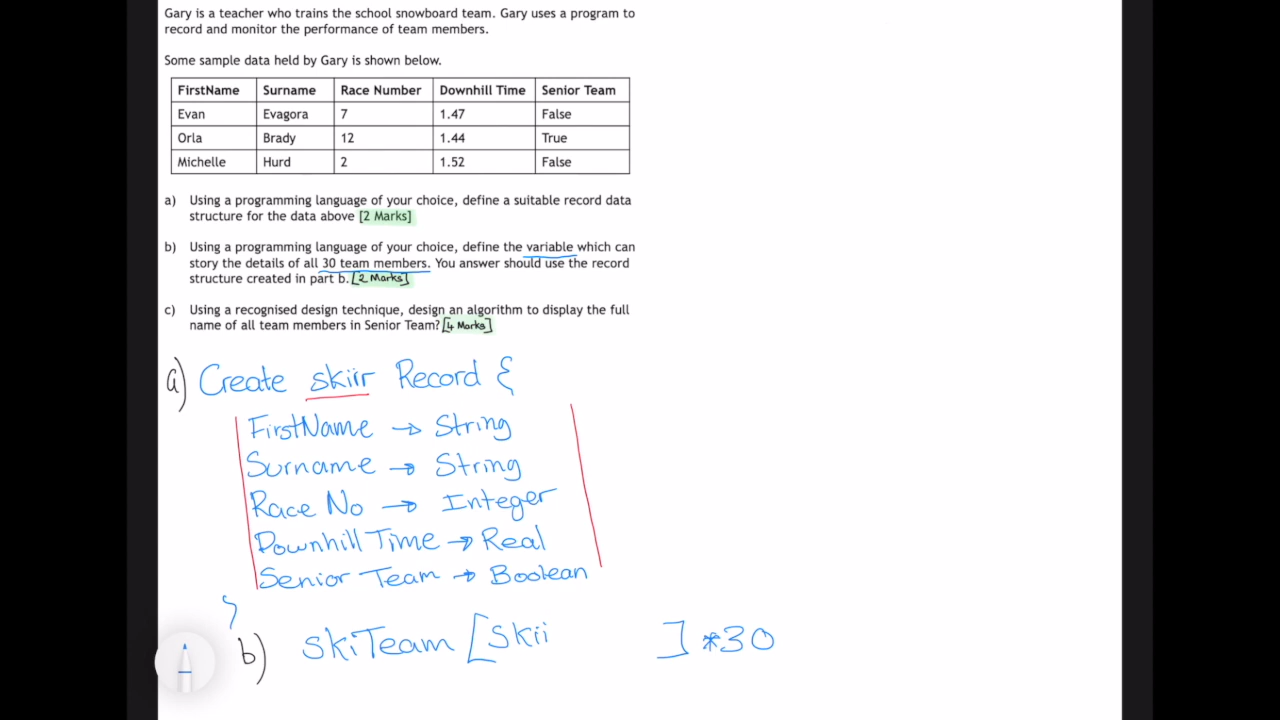 Gary is a teacher who trains the school snowboard team. Gary uses a program to
record and monitor the performance of team members.
Some sample data held by Gary is shown below.
FirstName Surname Race Number Downhill Time Senior Team
Evan Evagora 7 1.47 False
Orla Brady 12 1.44 True
Michelle Hurd 2 1.52 False
a) Using a programming language of your choice, define a suitable record data
structure for the data above [2 Marks]
b) Using a programming language of your choice, define the variable which can
story the details of all 30 team members. You answer should use the record
structure created in part b. [2 Marks]
c) Using a recognised design technique, design an algorithm to display the full
name of all team members in Senior Team? [4 Marks]
a) Create skiir Record {
FirstName → String
Surname → String
Race No → Integer
Downhill Time → Real
Senior Team → Boolean
}
b) skiTeam [Skii ] *30